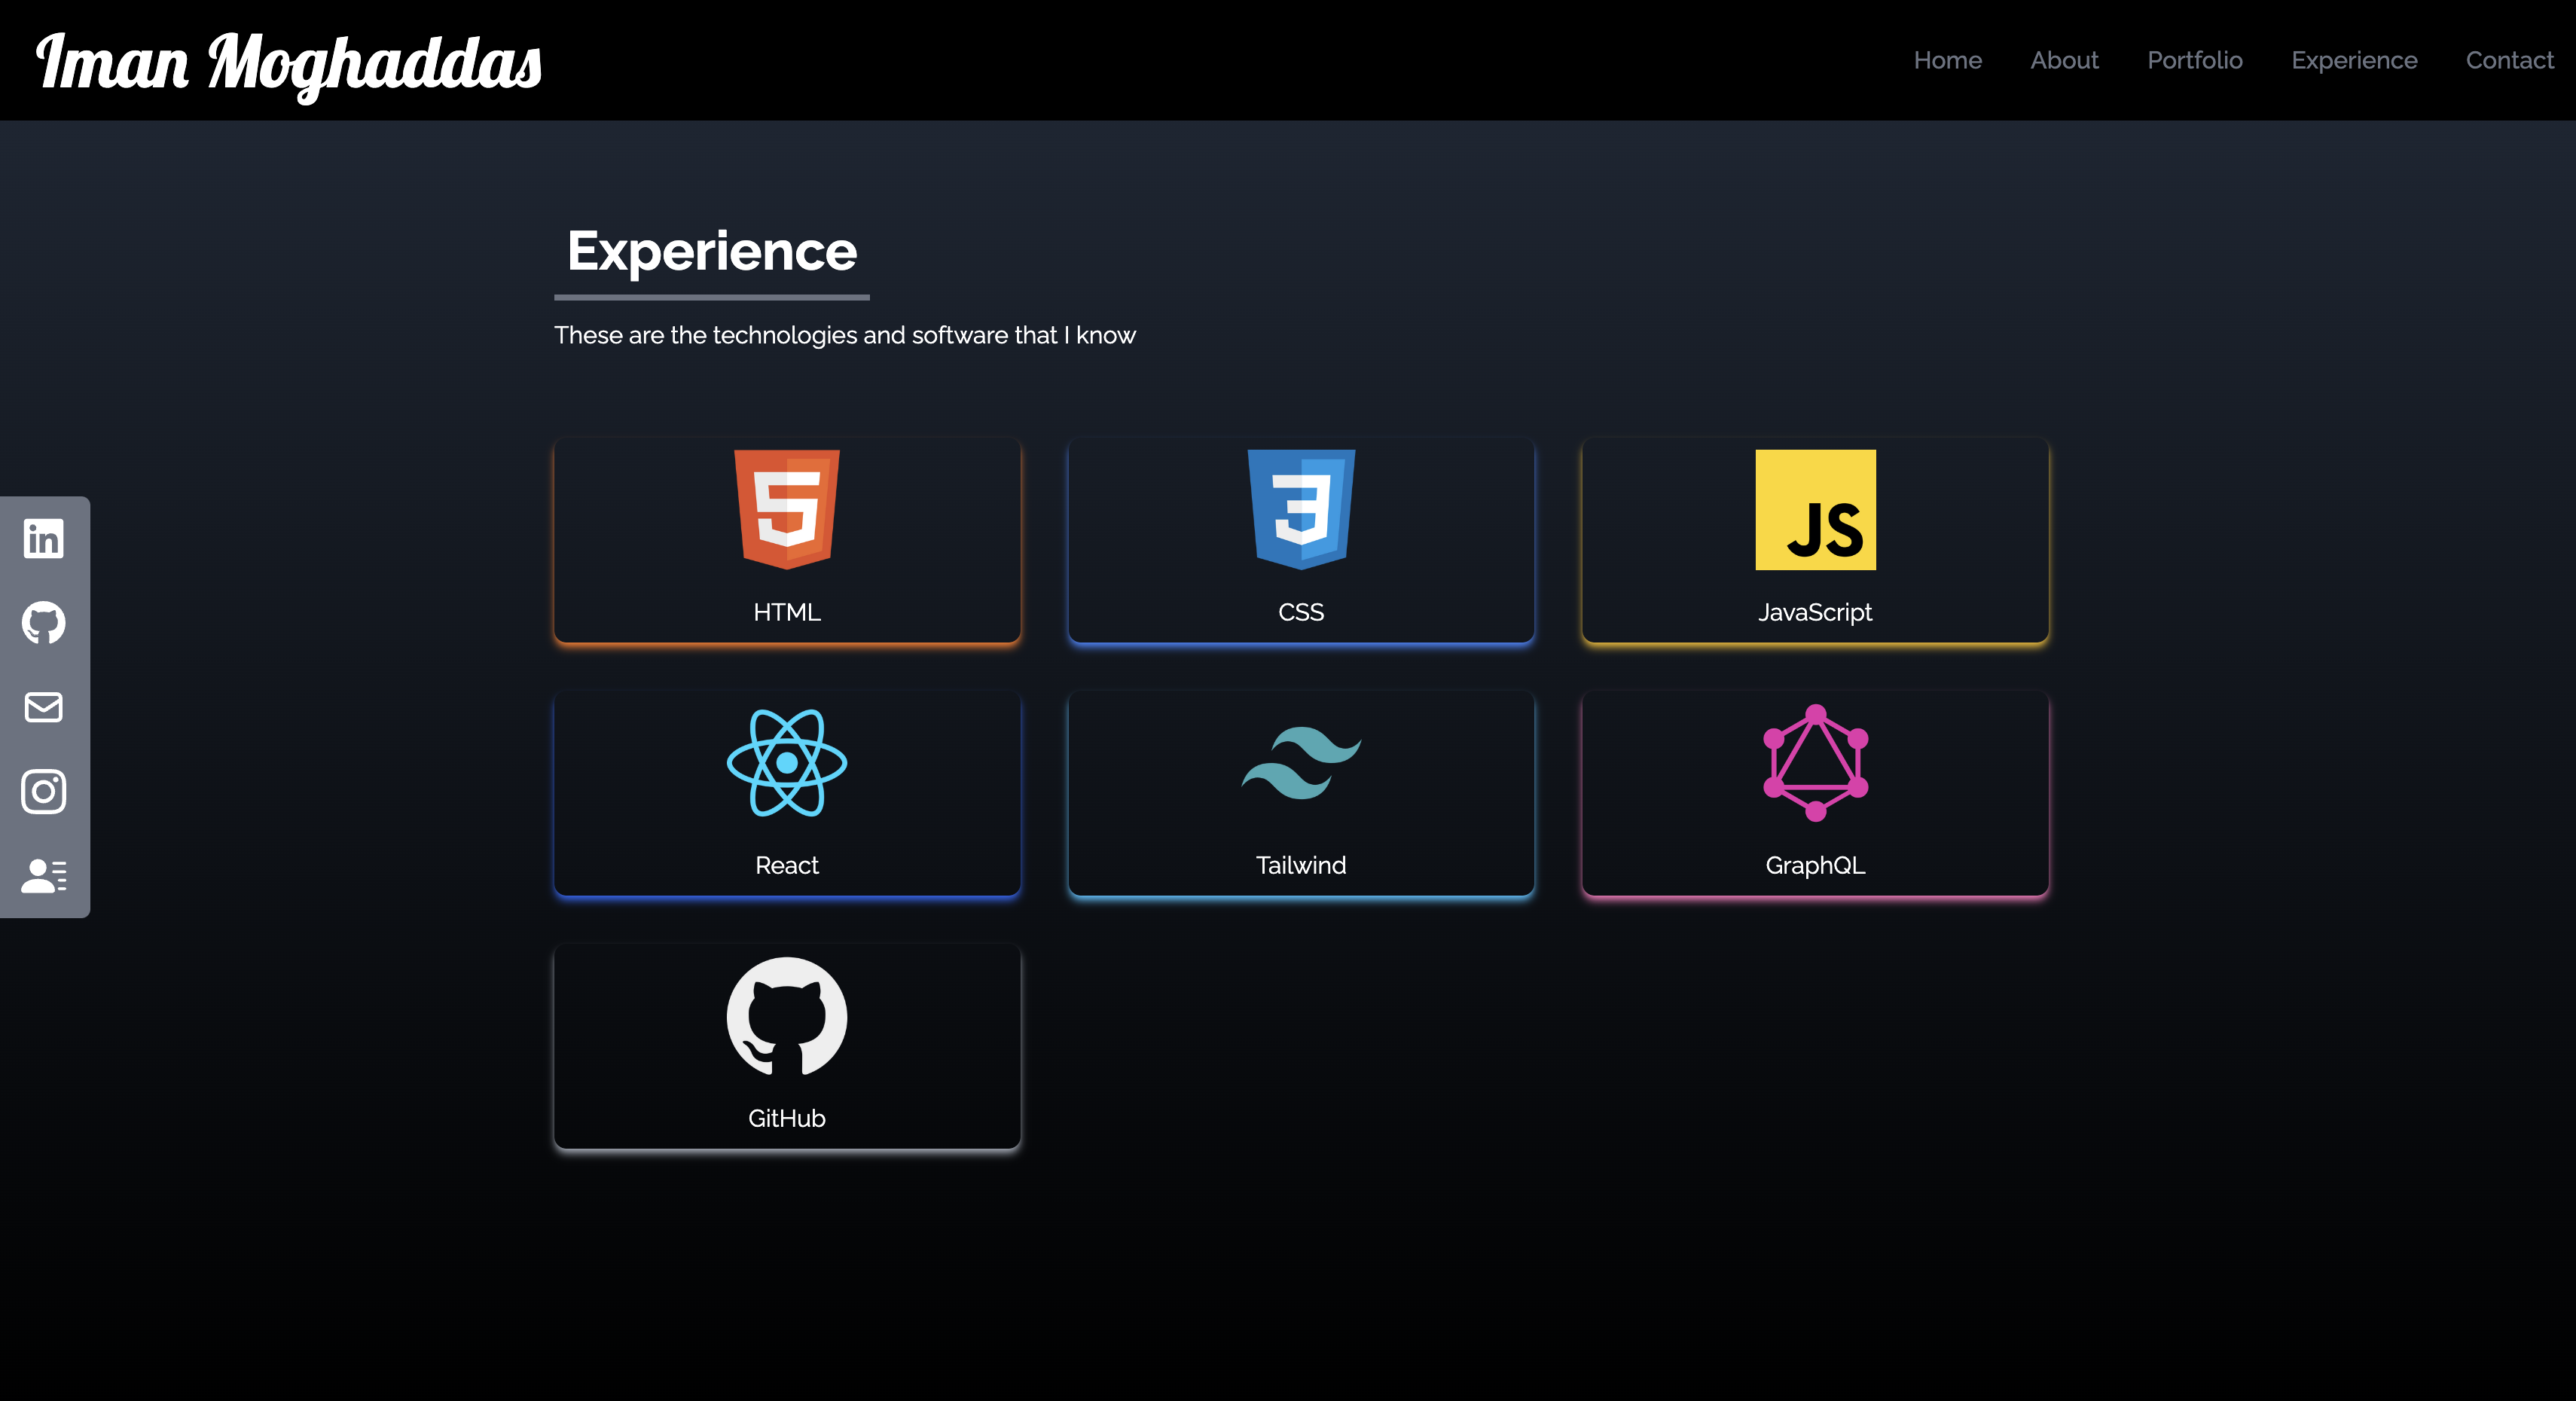 Iman Moghaddas
Home About Portfolio Experience Contact
Experience
These are the technologies and software that I know
in
5
3
JS
HTML
CSS
JavaScript
React
Tailwind
GraphQL
GitHub